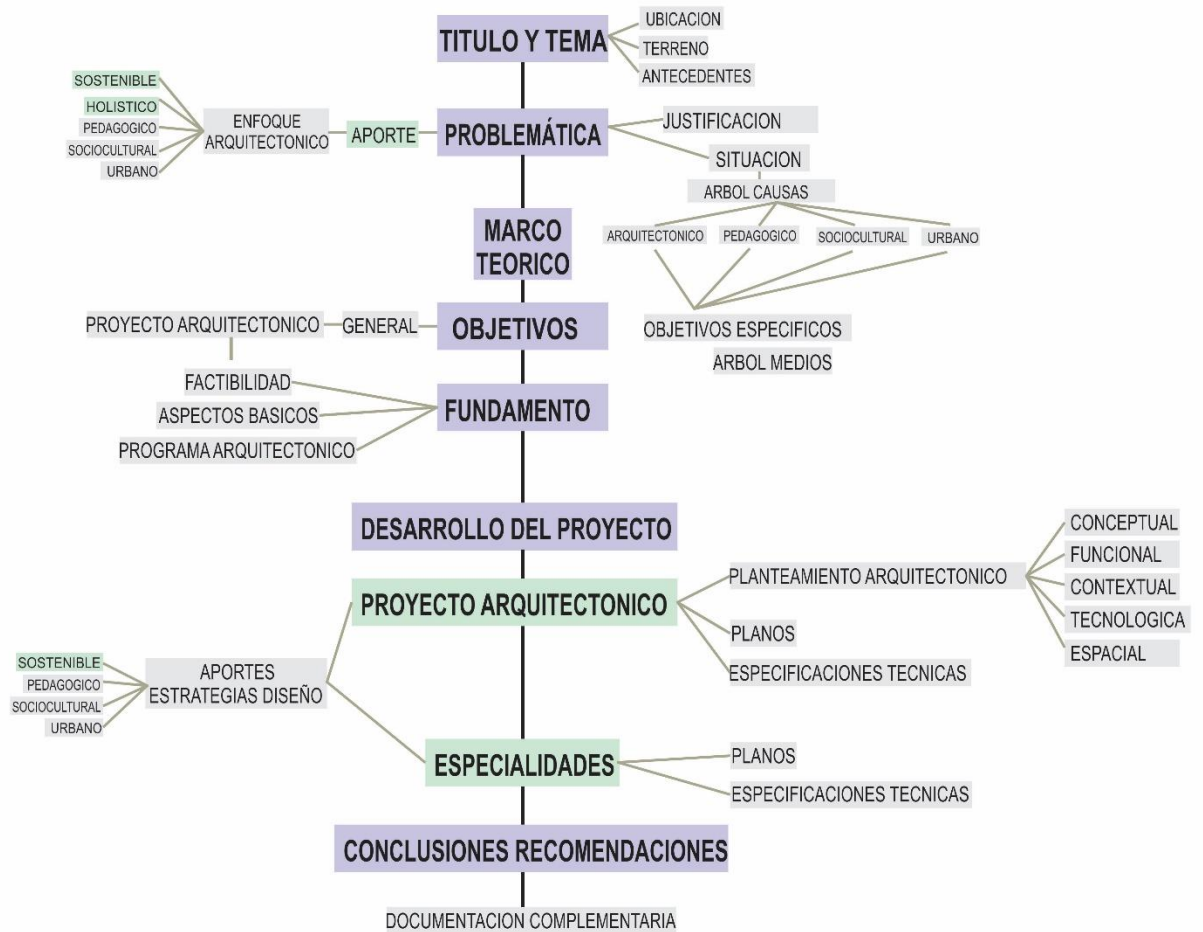 TITULO Y TEMA
UBICACION
TERRENO
ANTECEDENTES
SOSTENIBLE
HOLISTICO
PEDAGOGICO
SOCIOCULTURAL
URBANO
ENFOQUE
ARQUITECTONICO
APORTE
PROBLEMÁTICA
JUSTIFICACION
SITUACION
ARBOL CAUSAS
ARQUITECTONICO
PEDAGOGICO
SOCIOCULTURAL
URBANO
OBJETIVOS ESPECIFICOS
ARBOL MEDIOS
MARCO
TEORICO
PROYECTO ARQUITECTONICO
GENERAL
OBJETIVOS
FACTIBILIDAD
ASPECTOS BASICOS
PROGRAMA ARQUITECTONICO
FUNDAMENTO
DESARROLLO DEL PROYECTO
PROYECTO ARQUITECTONICO
PLANTEAMIENTO ARQUITECTONICO
CONCEPTUAL
FUNCIONAL
CONTEXTUAL
TECNOLOGICA
ESPACIAL
PLANOS
ESPECIFICACIONES TECNICAS
SOSTENIBLE
PEDAGOGICO
SOCIOCULTURAL
URBANO
APORTES
ESTRATEGIAS DISEÑO
ESPECIALIDADES
PLANOS
ESPECIFICACIONES TECNICAS
CONCLUSIONES RECOMENDACIONES
DOCUMENTACION COMPLEMENTARIA